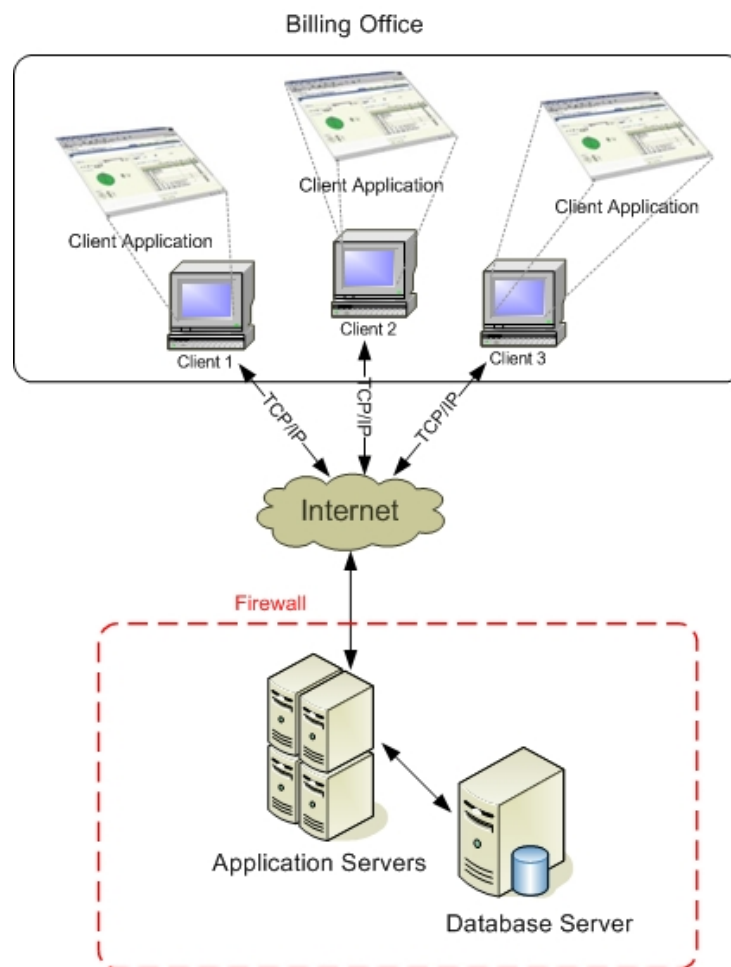 Billing Office
Client Application
Client Application
Client Application
Client 1
Client 2
Client 3
TCP/IP
TCP/IP
TCP/IP
Internet
Firewall
Application Servers
Database Server